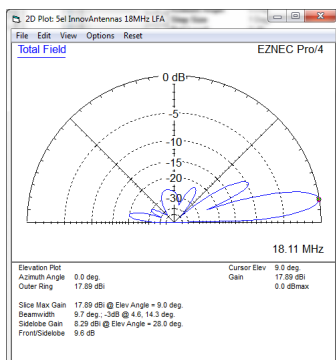 2D Plot: 5el InnovAntennas 18MHz LFA
File Edit View Options Reset
Total Field EZNEC Pro/4
0 dB
-5
-10
-15
-20
-30
18.11 MHz
Elevation Plot Cursor Elev 9.0 deg.
Azimuth Angle 0.0 deg. Gain 17.89 dBi
Outer Ring 17.89 dBi 0.0 dBmax
Slice Max Gain 17.89 dBi @ Elev Angle = 9.0 deg.
Beamwidth 9.7 deg.; -3dB @ 4.6, 14.3 deg.
Sidelobe Gain 8.29 dBi @ Elev Angle = 28.0 deg.
Front/Sidelobe 9.6 dB